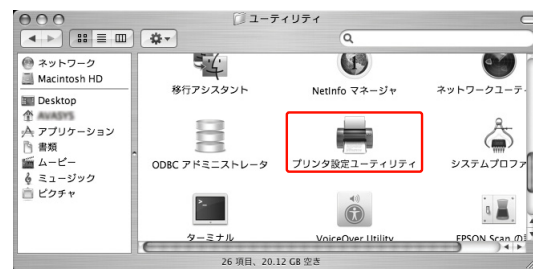 ユーティリティ
ネットワーク
Macintosh HD
Desktop
アプリケーション
書類
ムービー
ミュージック
ピクチャ
移行アシスタント
NetInfo マネージャ
ネットワークユーテ
ODBC アドミニストレータ
プリンタ設定ユーティリティ
システムプロファ
ターミナル
VoiceOver Utility
EPSON Scan の
26 項目、20.12 GB 空き